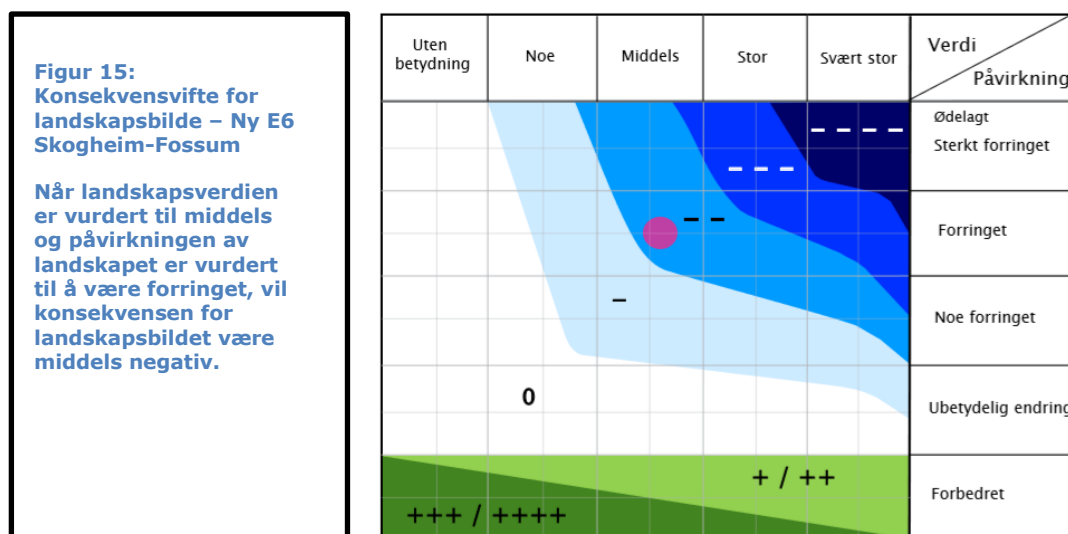 Figur 15:
Konsekvensvifte for
landskapsbilde – Ny E6
Skogheim-Fossum
Når landskapsverdien
er vurdert til middels
og påvirkningen av
landskapet er vurdert
til å være forringet, vil
konsekvensen for
landskapsbildet være
middels negativ.
Uten
betydning
Noe
Middels
Stor
Svært stor
Verdi
Påvirkning
Ødelagt
Sterkt forringet
– – – –
– – –
Forringet
– –
Noe forringet
–
Ubetydelig endring
0
Forbedret
+ / ++
+++ / ++++